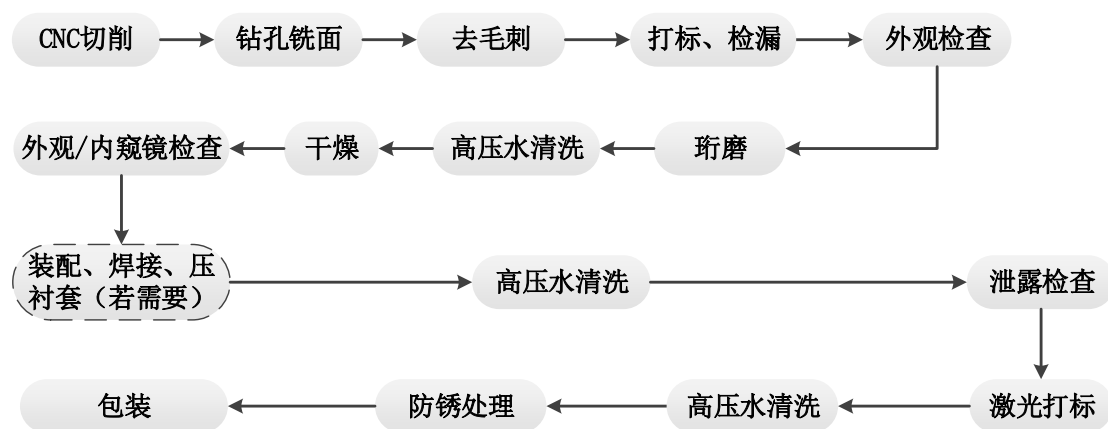 CNC切削
钻孔铣面
去毛刺
打标、检漏
外观检查
珩磨
高压水清洗
干燥
外观/内窥镜检查
装配、焊接、压
衬套（若需要）
高压水清洗
泄露检查
激光打标
高压水清洗
防锈处理
包装